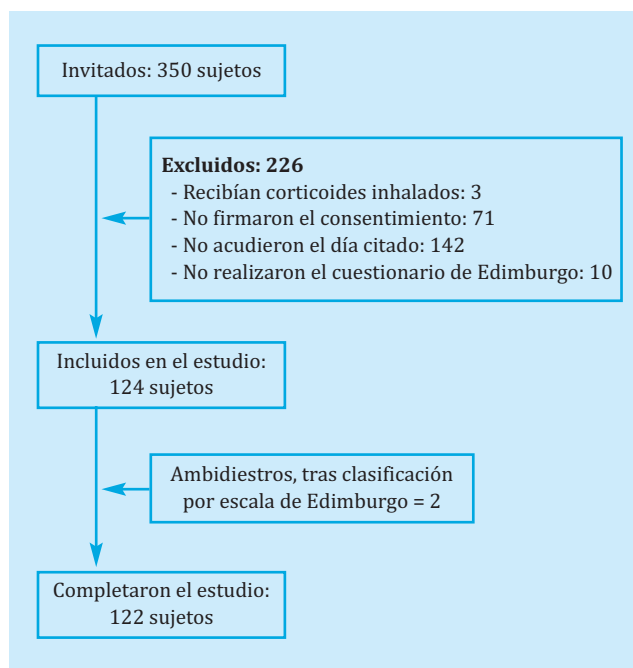 Invitados: 350 sujetos
Excluidos: 226
- Recibían corticoides inhalados: 3
- No firmaron el consentimiento: 71
- No acudieron el día citado: 142
- No realizaron el cuestionario de Edimburgo: 10
Incluidos en el estudio:
124 sujetos
Ambidiestros, tras clasificación
por escala de Edimburgo = 2
Completaron el estudio:
122 sujetos